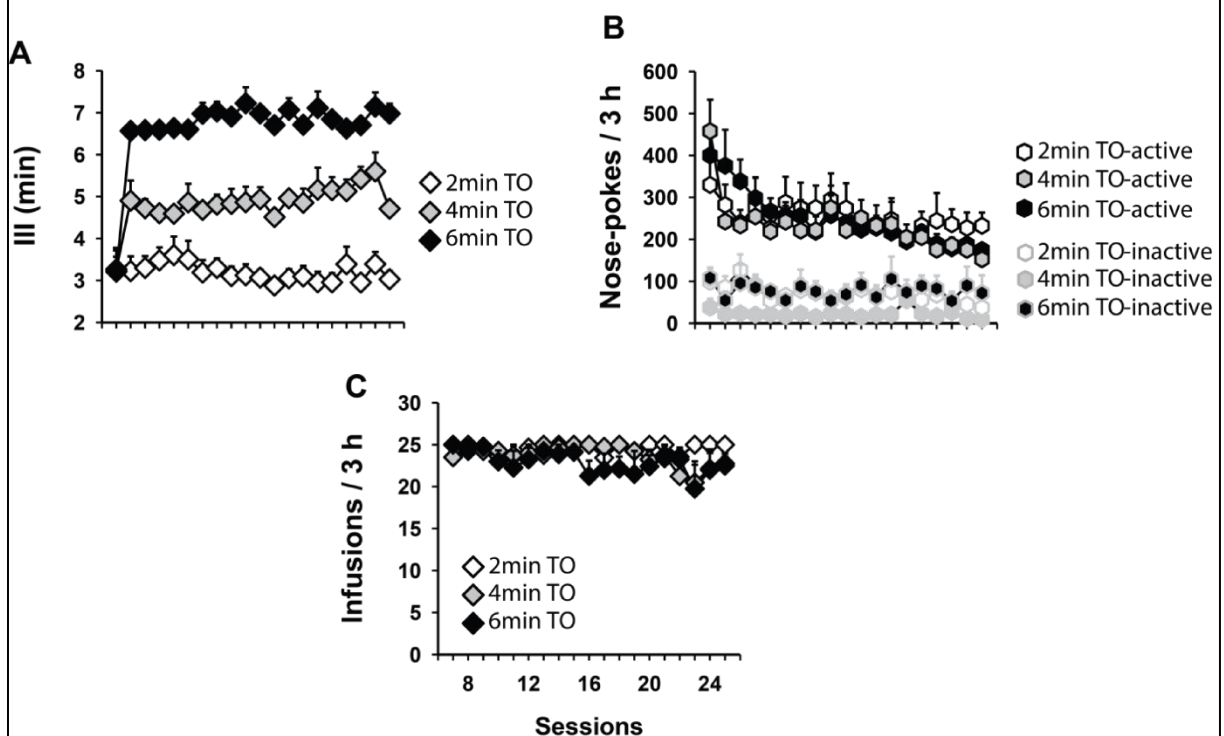 A
III (min)
8
7
6
5
4
3
2
2min TO
4min TO
6min TO
B
Nose-pokes / 3 h
600
500
400
300
200
100
0
2min TO-active
4min TO-active
6min TO-active
2min TO-inactive
4min TO-inactive
6min TO-inactive
C
Infusions / 3 h
30
25
20
15
10
5
0
2min TO
4min TO
6min TO
8 12 16 20 24
Sessions